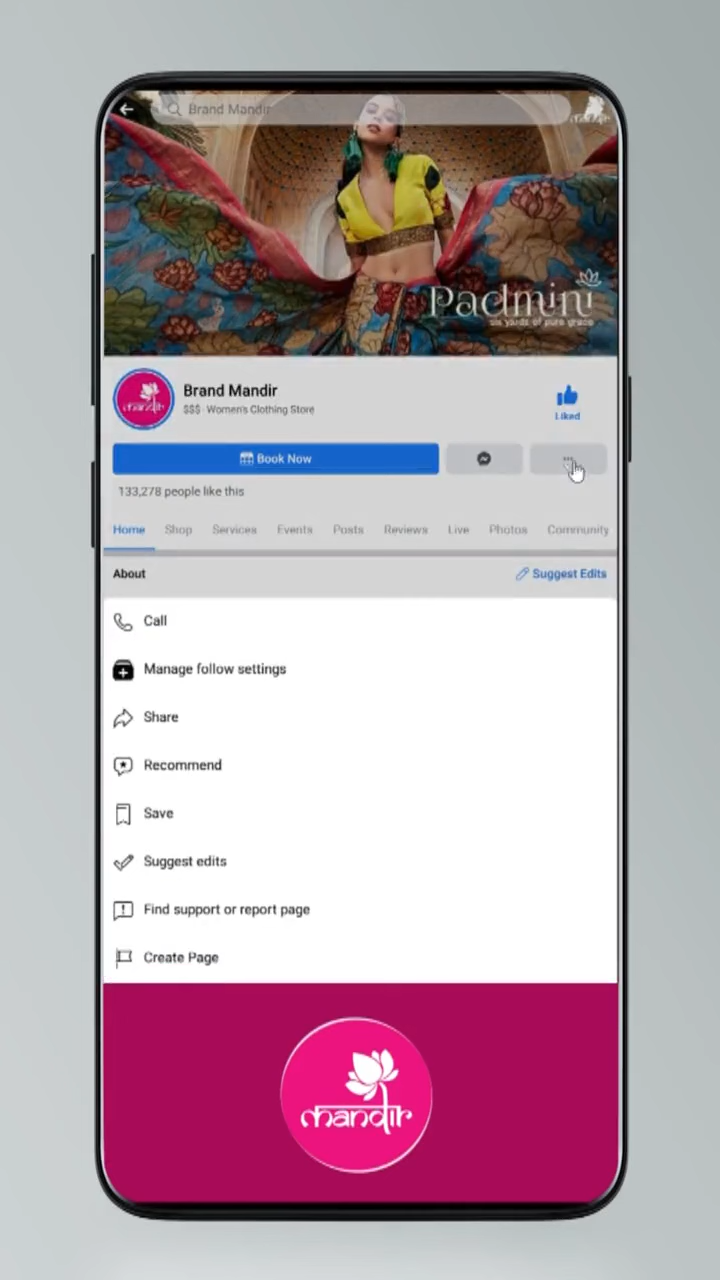 Brand Mandir
mandir
Padmini
six yards of pure grace
mandir
Brand Mandir
$$$ · Women's Clothing Store
Liked
Book Now
133,278 people like this
Home Shop Services Events Posts Reviews Live Photos Community
About
Suggest Edits
Call
Manage follow settings
Share
Recommend
Save
Suggest edits
Find support or report page
Create Page
mandir